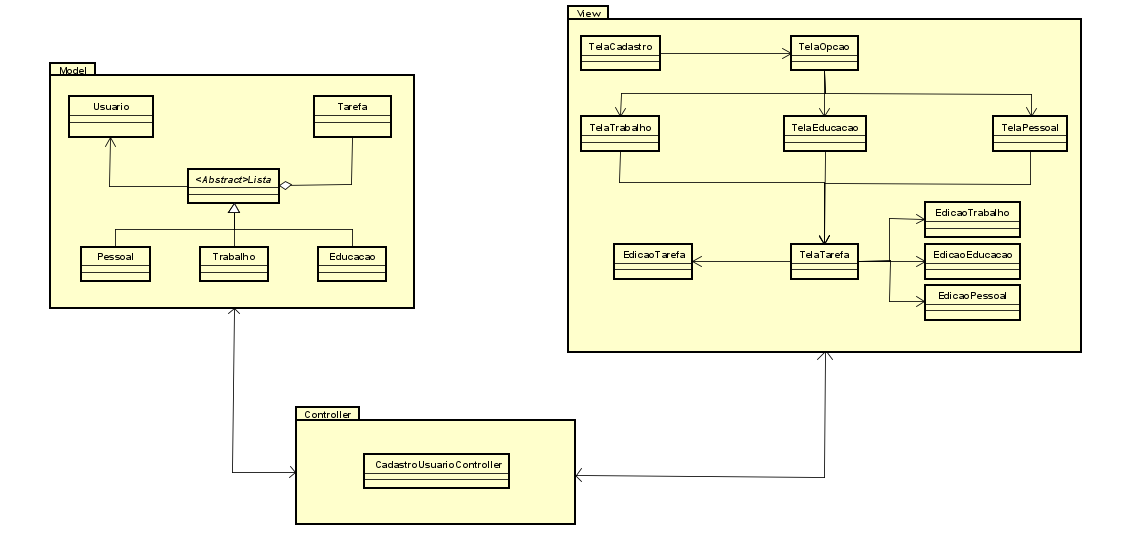 View
TelaCadastro
TelaOpcao
TelaTrabalho
TelaEducacao
TelaPessoal
EdicaoTrabalho
EdicaoTarefa
TelaTarefa
EdicaoEducacao
EdicaoPessoal
Model
Usuario
Tarefa
<Abstract>Lista
Pessoal
Trabalho
Educacao
Controller
CadastroUsuarioController